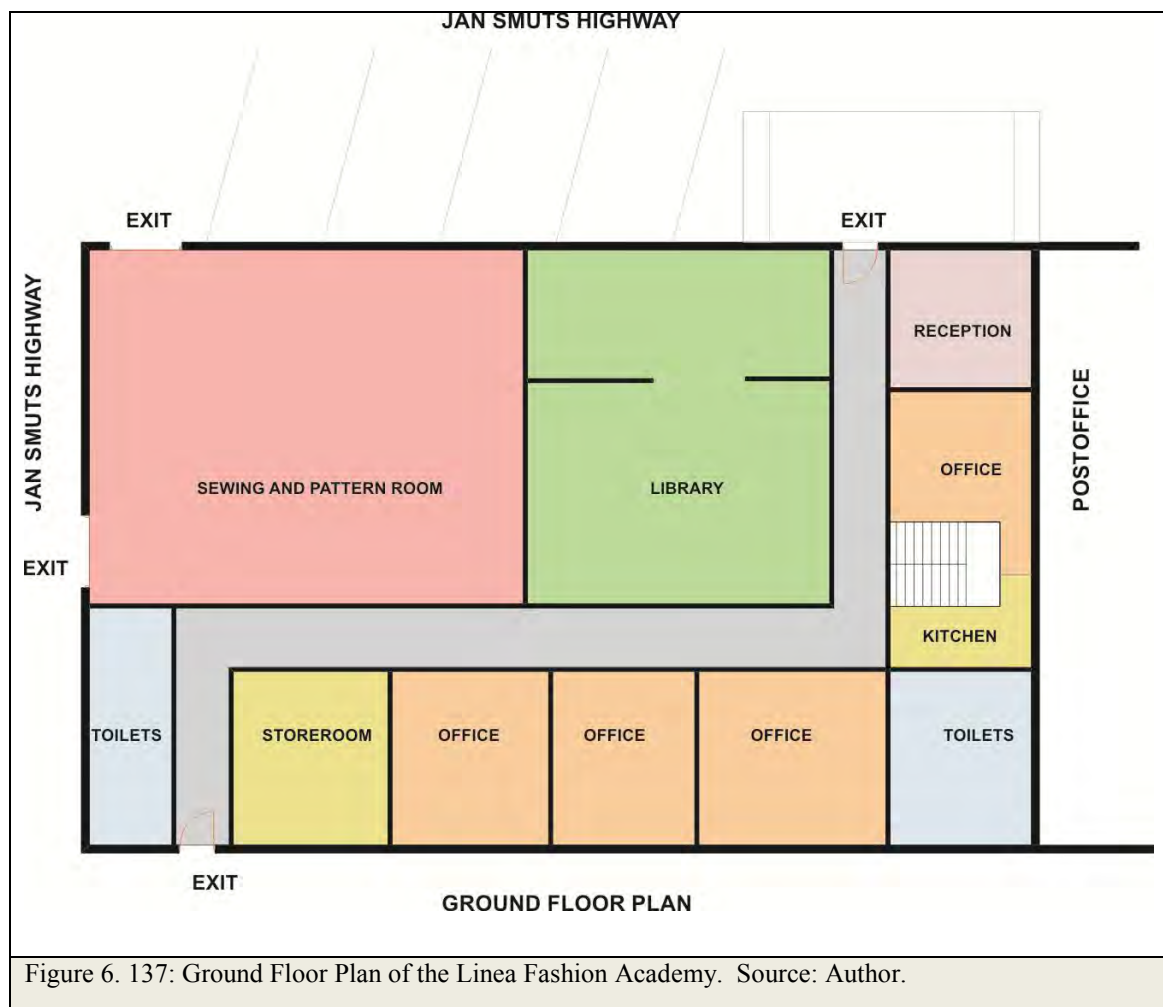 JAN SMUTS HIGHWAY
EXIT
EXIT
JAN SMUTS HIGHWAY
RECEPTION
POSTOFFICE
OFFICE
SEWING AND PATTERN ROOM
LIBRARY
EXIT
KITCHEN
TOILETS
STOREROOM
OFFICE
OFFICE
OFFICE
TOILETS
EXIT
GROUND FLOOR PLAN
Figure 6. 137: Ground Floor Plan of the Linea Fashion Academy. Source: Author.